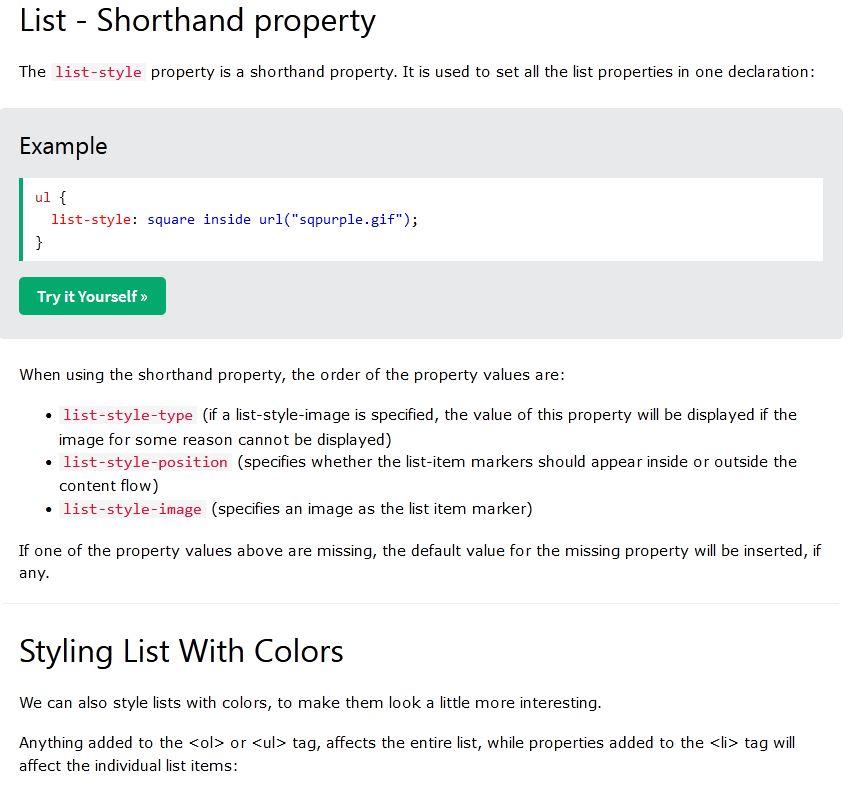 List - Shorthand property
The list-style property is a shorthand property. It is used to set all the list properties in one declaration:
Example
ul {
  list-style: square inside url("sqpurple.gif");
}
Try it Yourself »
When using the shorthand property, the order of the property values are:
• list-style-type (if a list-style-image is specified, the value of this property will be displayed if the
image for some reason cannot be displayed)
• list-style-position (specifies whether the list-item markers should appear inside or outside the
content flow)
• list-style-image (specifies an image as the list item marker)
If one of the property values above are missing, the default value for the missing property will be inserted, if
any.
Styling List With Colors
We can also style lists with colors, to make them look a little more interesting.
Anything added to the <ol> or <ul> tag, affects the entire list, while properties added to the <li> tag will
affect the individual list items: